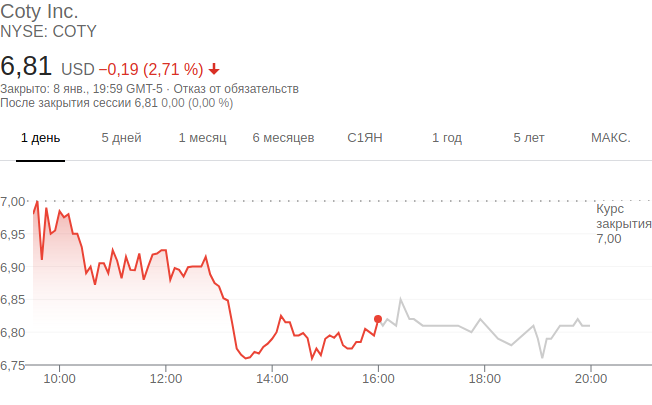 Coty Inc.
NYSE: COTY
6,81 USD −0,19 (2,71 %)
Закрыто: 8 янв., 19:59 GMT-5 · Отказ от обязательств
После закрытия сессии 6,81 0,00 (0,00 %)
1 день 5 дней 1 месяц 6 месяцев С1ЯН 1 год 5 лет МАКС.
7,00
Курс
закрытия
7,00
6,95
6,90
6,85
6,80
6,75
10:00 12:00 14:00 16:00 18:00 20:00